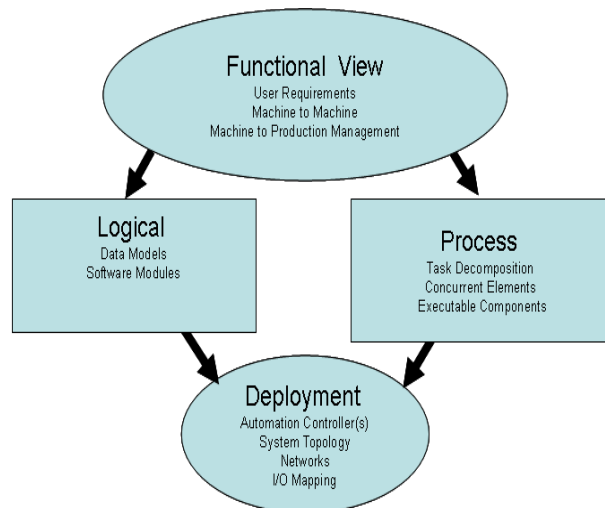 Functional View
User Requirements
Machine to Machine
Machine to Production Management
Logical
Data Models
Software Modules
Process
Task Decomposition
Concurrent Elements
Executable Components
Deployment
Automation Controller(s)
System Topology
Networks
I/O Mapping